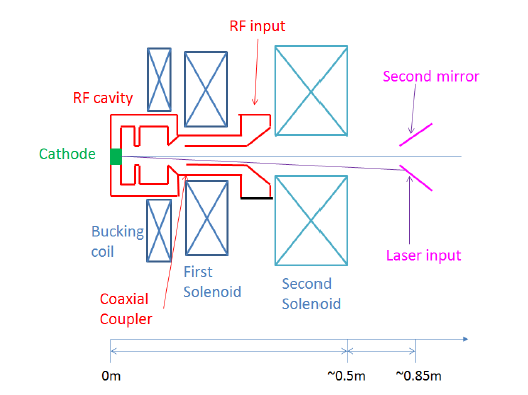 RF input
Second mirror
RF cavity
Cathode
Bucking
coil
First
Solenoid
Second
Solenoid
Laser input
Coaxial
Coupler
0m
~0.5m
~0.85m